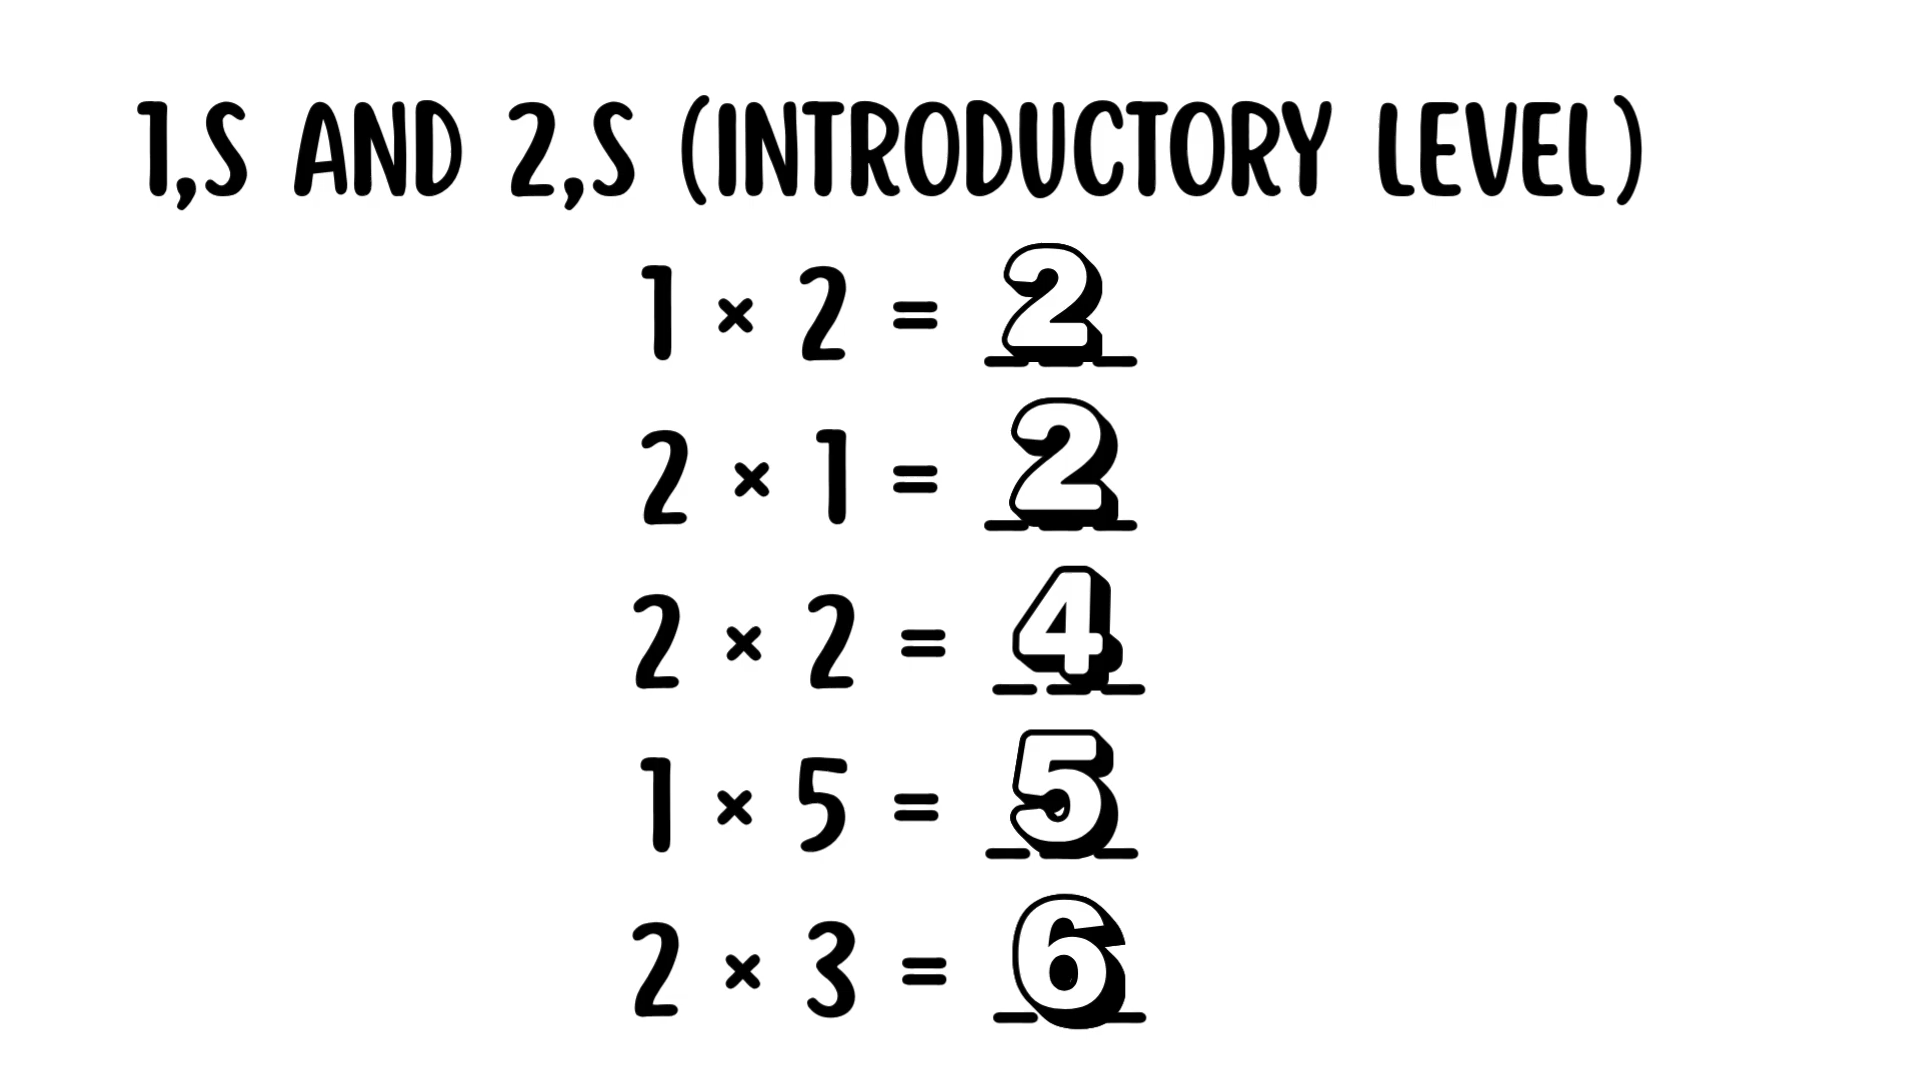 1,S AND 2,S (INTRODUCTORY LEVEL)
1 × 2 = 2
2 × 1 = 2
2 × 2 = 4
1 × 5 = 5
2 × 3 = 6